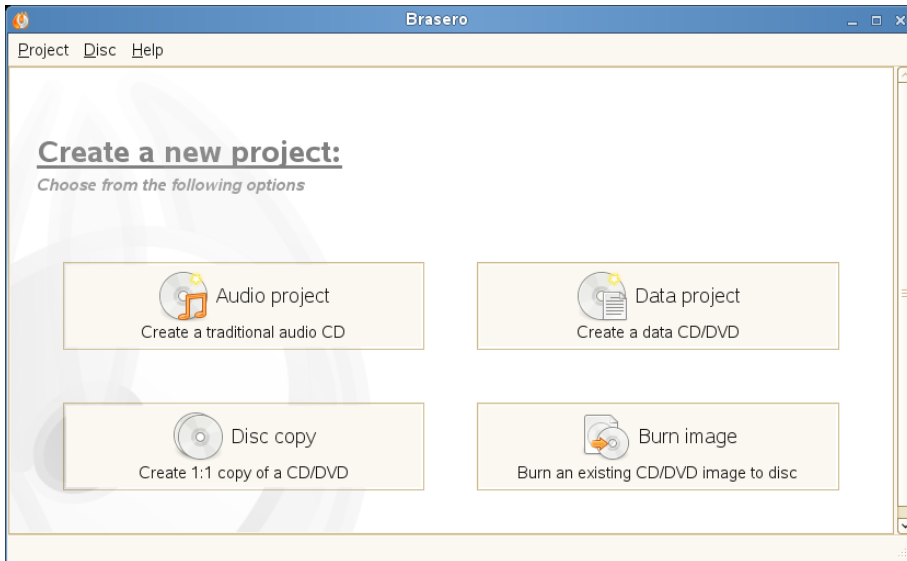 Brasero
Project Disc Help
Create a new project:
Choose from the following options
Audio project
Create a traditional audio CD
Data project
Create a data CD/DVD
Disc copy
Create 1:1 copy of a CD/DVD
Burn image
Burn an existing CD/DVD image to disc